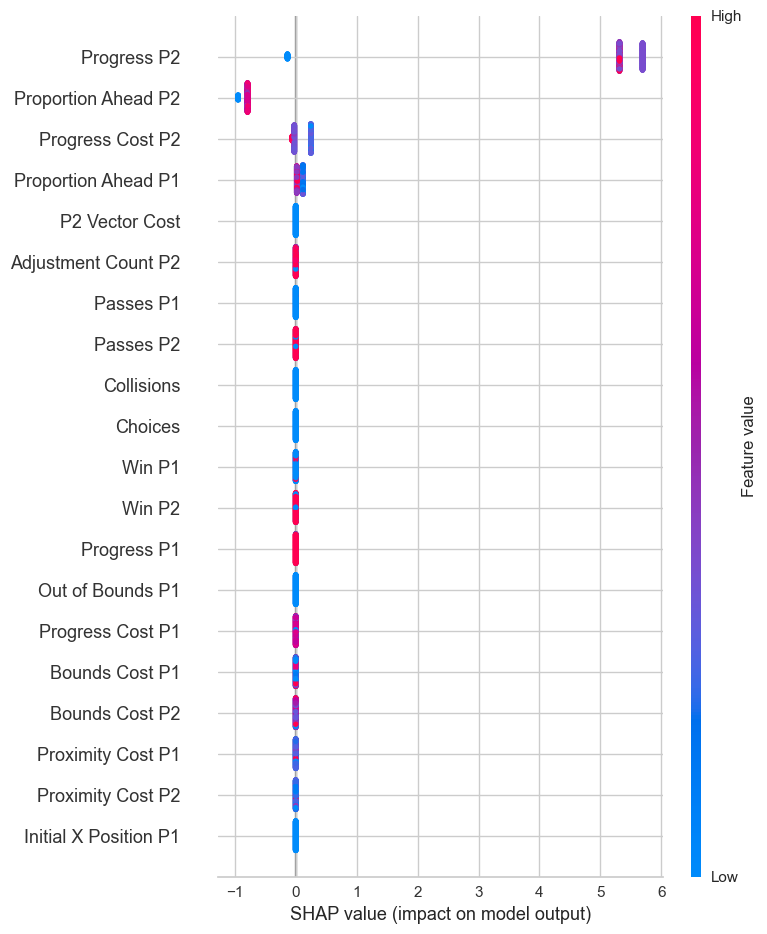 High
Progress P2
Proportion Ahead P2
Progress Cost P2
Proportion Ahead P1
P2 Vector Cost
Adjustment Count P2
Passes P1
Passes P2
Collisions
Choices
Win P1
Win P2
Progress P1
Out of Bounds P1
Progress Cost P1
Bounds Cost P1
Bounds Cost P2
Proximity Cost P1
Proximity Cost P2
Initial X Position P1
Feature value
Low
−1 0 1 2 3 4 5 6
SHAP value (impact on model output)